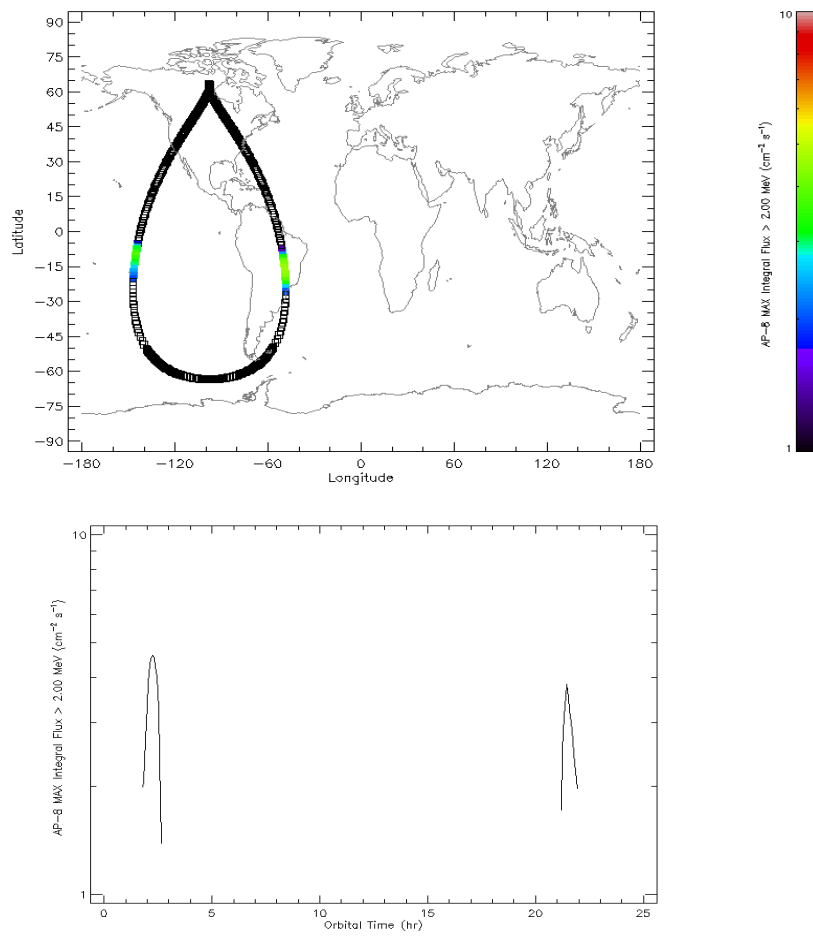 90
75
60
45
30
15
0
−15
−30
−45
−60
−75
−90
Latitude
−180 −120 −60 0 60 120 180
Longitude
10
AP−8 MAX Integral Flux > 2.00 MeV (cm−2 s−1)
1
10
AP−8 MAX Integral Flux > 2.00 MeV (cm−2 s−1)
1
0 5 10 15 20 25
Orbital Time (hr)